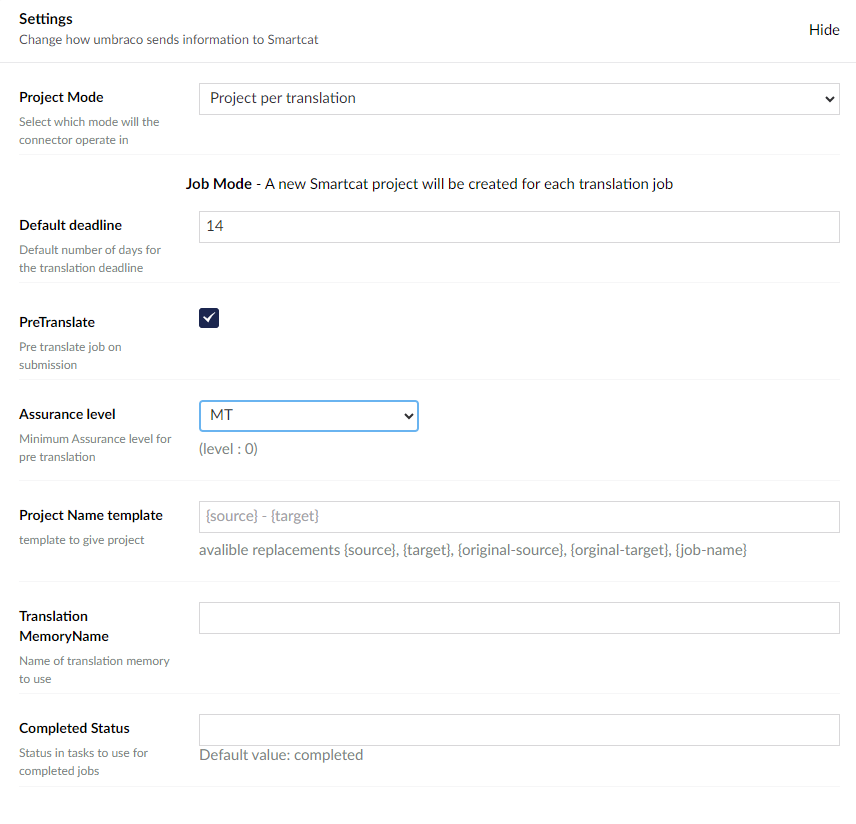 Settings
Change how umbraco sends information to Smartcat
Hide
Project Mode
Select which mode will the
connector operate in
Project per translation
Job Mode - A new Smartcat project will be created for each translation job
Default deadline
Default number of days for
the translation deadline
14
PreTranslate
Pre translate job on
submission
Assurance level
Minimum Assurance level for
pre translation
MT
(level : 0)
Project Name template
template to give project
{source} - {target}
avalible replacements {source}, {target}, {original-source}, {orginal-target}, {job-name}
Translation
MemoryName
Name of translation memory
to use
Completed Status
Status in tasks to use for
completed jobs
Default value: completed